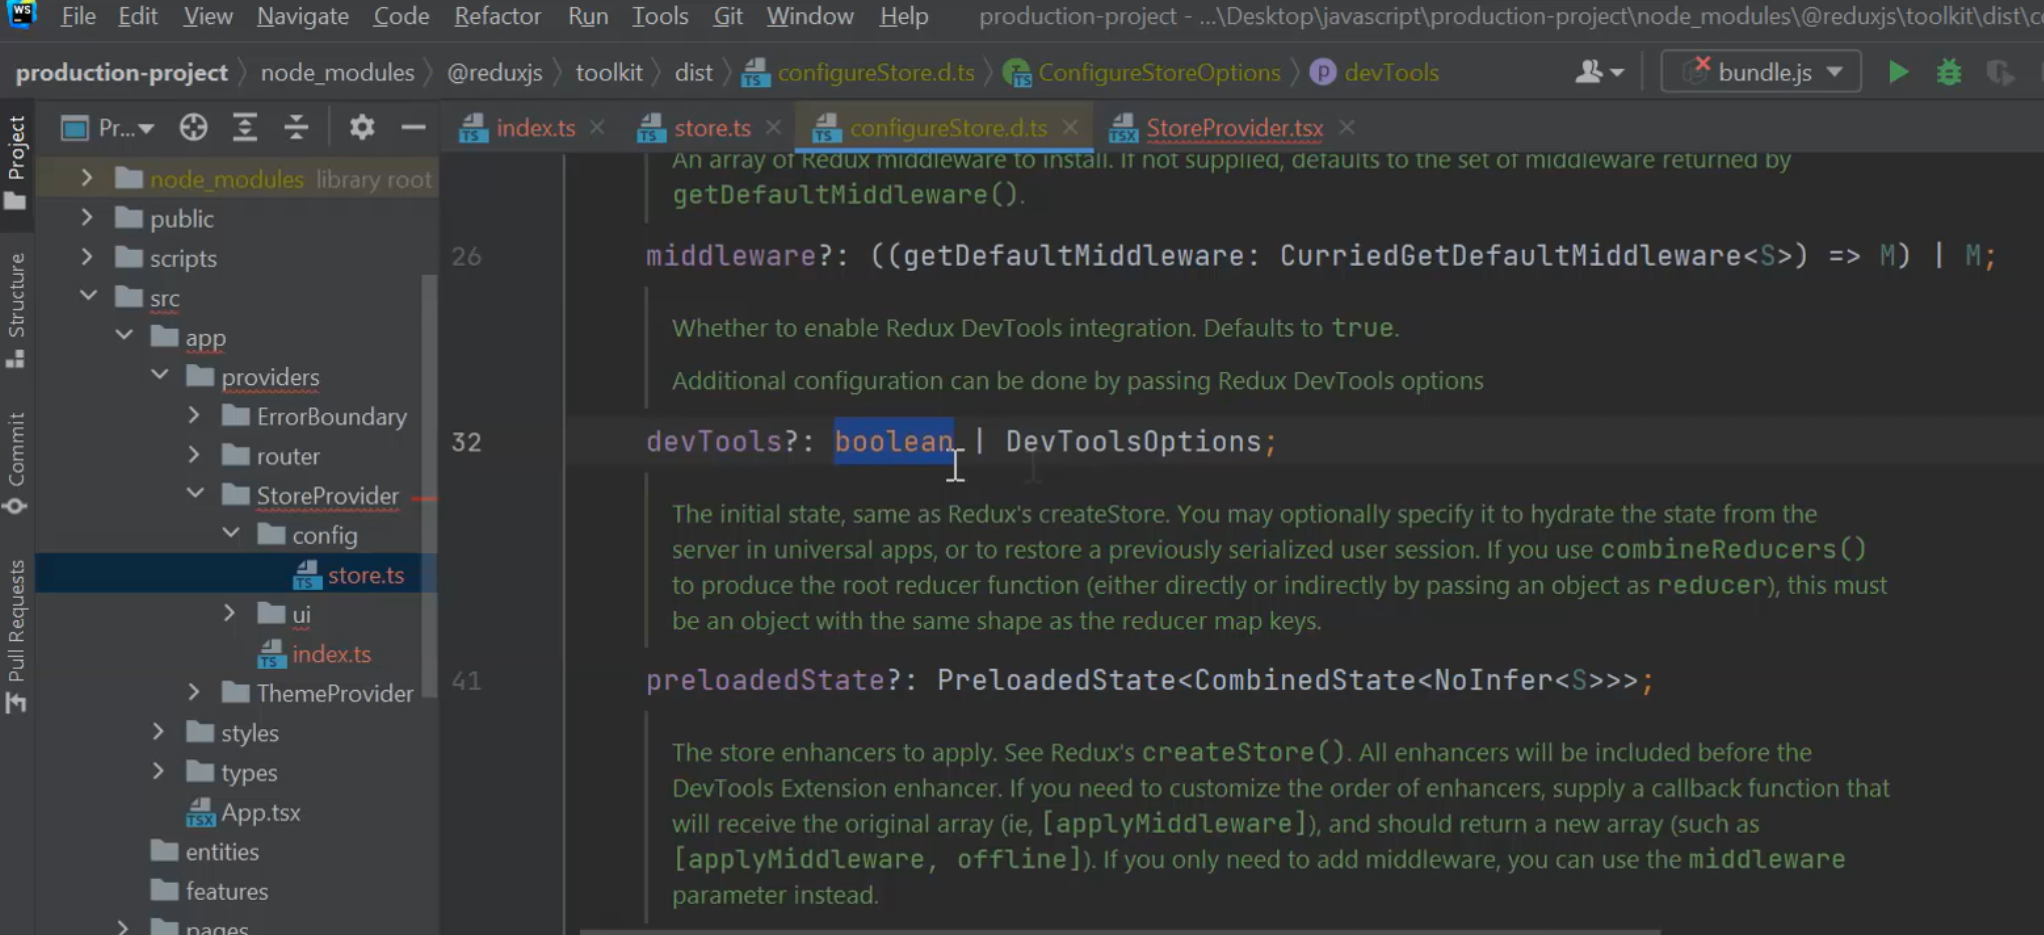 WS File Edit View Navigate Code Refactor Run Tools Git Window Help production-project - ...\Desktop\javascript\production-project\node_modules\@reduxjs\toolkit\dist\c
production-project node_modules @reduxjs toolkit dist TS configureStore.d.ts TS ConfigureStoreOptions p devTools bundle.js
Project
Structure
Commit
Pull Requests
Pr...
node_modules library root
public
scripts
src
app
providers
ErrorBoundary
router
StoreProvider
config
TS store.ts
ui
TS index.ts
ThemeProvider
styles
types
TSX App.tsx
entities
features
pages
TS index.ts TS store.ts TS configureStore.d.ts TSX StoreProvider.tsx
An array of Redux middleware to install. If not supplied, defaults to the set of middleware returned by
getDefaultMiddleware().
26 middleware?: ((getDefaultMiddleware: CurriedGetDefaultMiddleware<S>) => M) | M;
Whether to enable Redux DevTools integration. Defaults to true.
Additional configuration can be done by passing Redux DevTools options
32 devTools?: boolean | DevToolsOptions;
The initial state, same as Redux's createStore. You may optionally specify it to hydrate the state from the
server in universal apps, or to restore a previously serialized user session. If you use combineReducers()
to produce the root reducer function (either directly or indirectly by passing an object as reducer), this must
be an object with the same shape as the reducer map keys.
41 preloadedState?: PreloadedState<CombinedState<NoInfer<S>>>;
The store enhancers to apply. See Redux's createStore(). All enhancers will be included before the
DevTools Extension enhancer. If you need to customize the order of enhancers, supply a callback function that
will receive the original array (ie, [applyMiddleware]), and should return a new array (such as
[applyMiddleware, offline]). If you only need to add middleware, you can use the middleware
parameter instead.